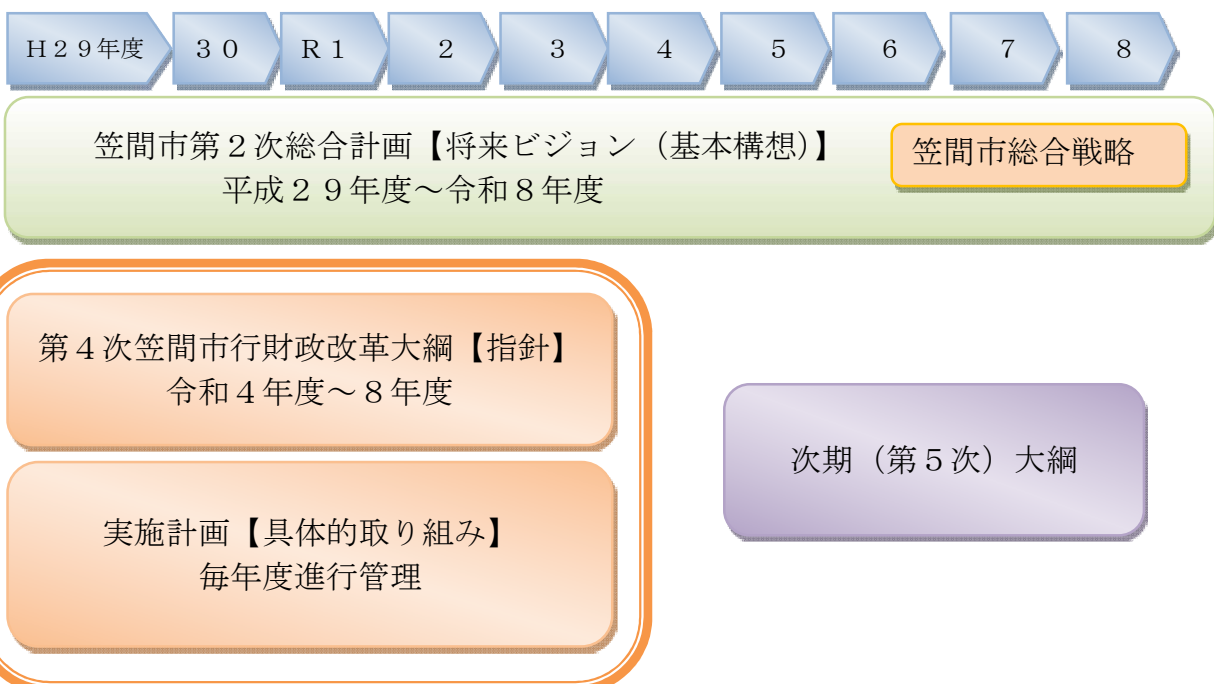 Ｈ２９年度 ３０ Ｒ１ ２ ３ ４ ５ ６ ７ ８
笠間市第２次総合計画【将来ビジョン（基本構想）】
平成２９年度～令和８年度
笠間市総合戦略
第４次笠間市行財政改革大綱【指針】
令和４年度～８年度
実施計画【具体的取り組み】
毎年度進行管理
次期（第５次）大綱